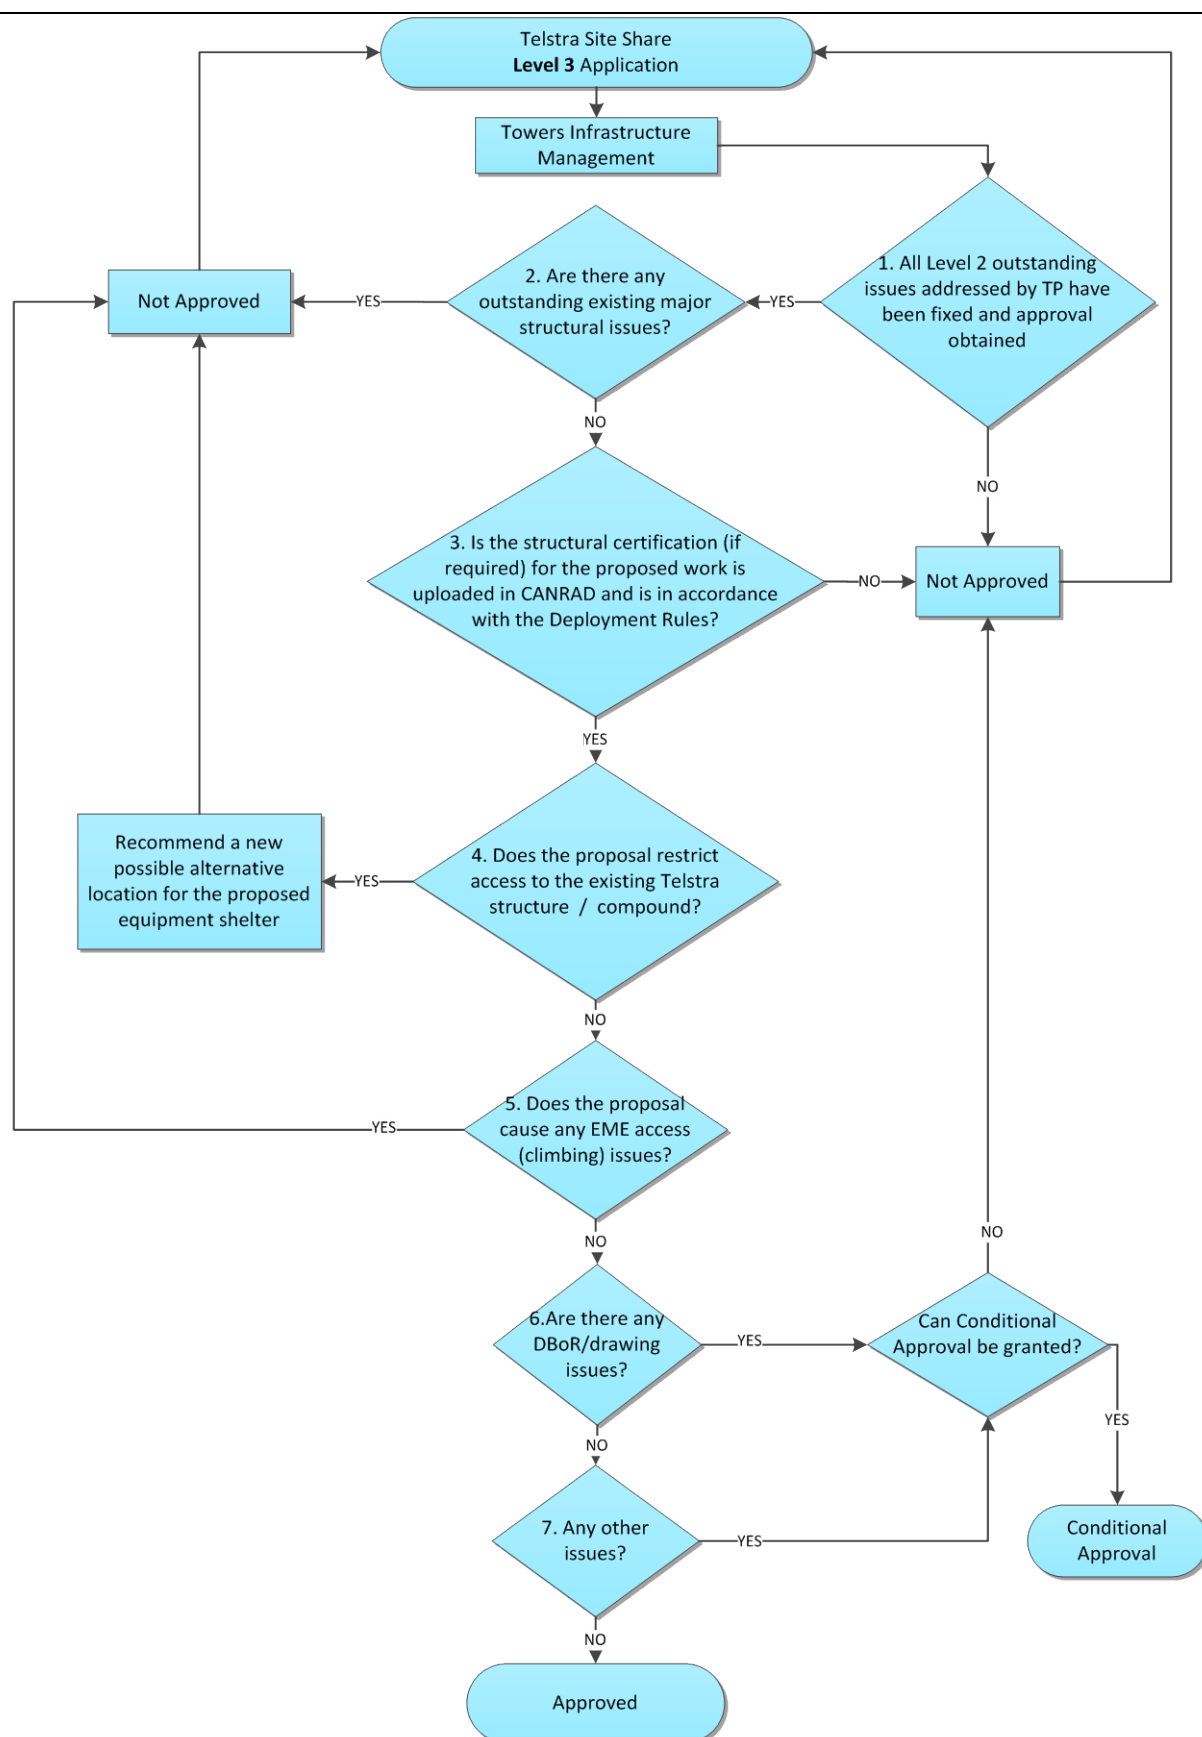 Telstra Site Share
Level 3 Application
Towers Infrastructure
Management
1. All Level 2 outstanding
issues addressed by TP have
been fixed and approval
obtained
YES
NO
2. Are there any
outstanding existing major
structural issues?
YES
Not Approved
NO
3. Is the structural certification (if
required) for the proposed work is
uploaded in CANRAD and is in accordance
with the Deployment Rules?
NO
Not Approved
YES
4. Does the proposal restrict
access to the existing Telstra
structure / compound?
YES
Recommend a new
possible alternative
location for the proposed
equipment shelter
NO
5. Does the proposal
cause any EME access
(climbing) issues?
YES
NO
6.Are there any
DBoR/drawing
issues?
YES
Can Conditional
Approval be granted?
NO
YES
Conditional
Approval
NO
7. Any other
issues?
YES
NO
Approved